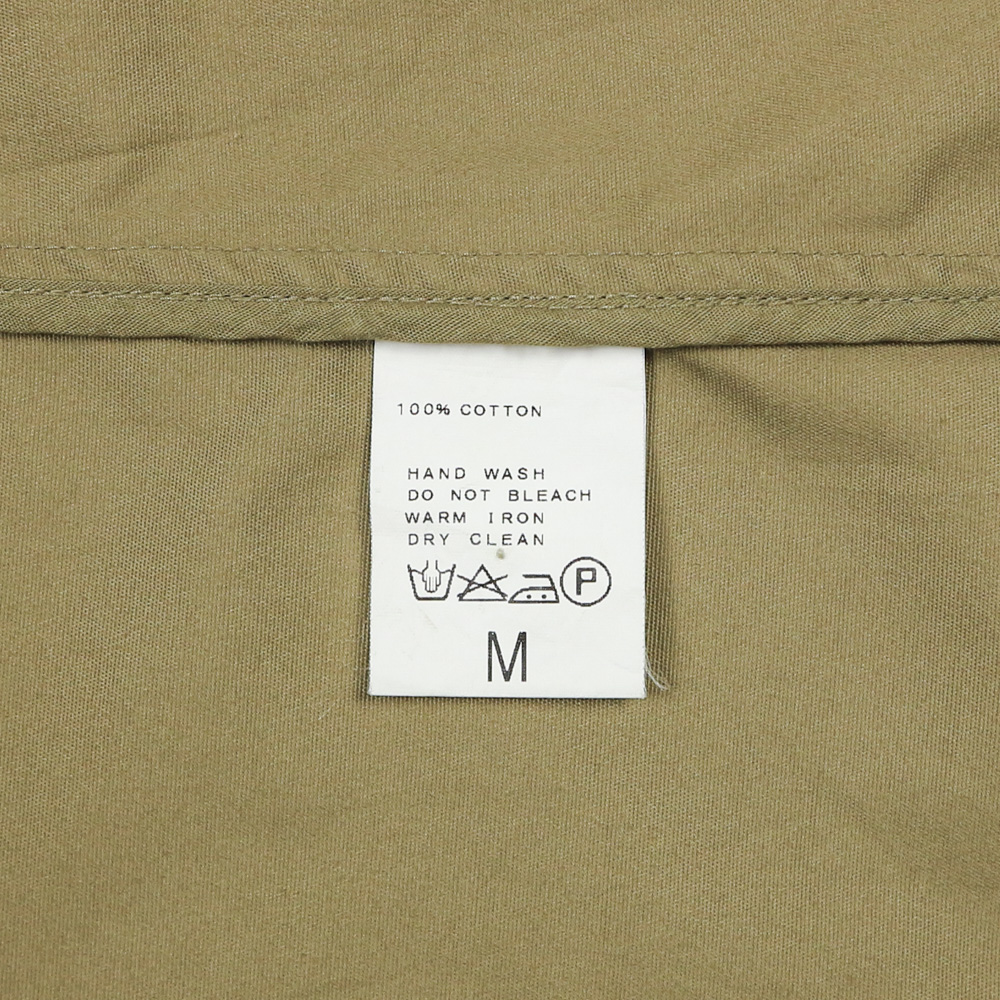 100% COTTON
HAND WASH
DO NOT BLEACH
WARM IRON
DRY CLEAN
P
M